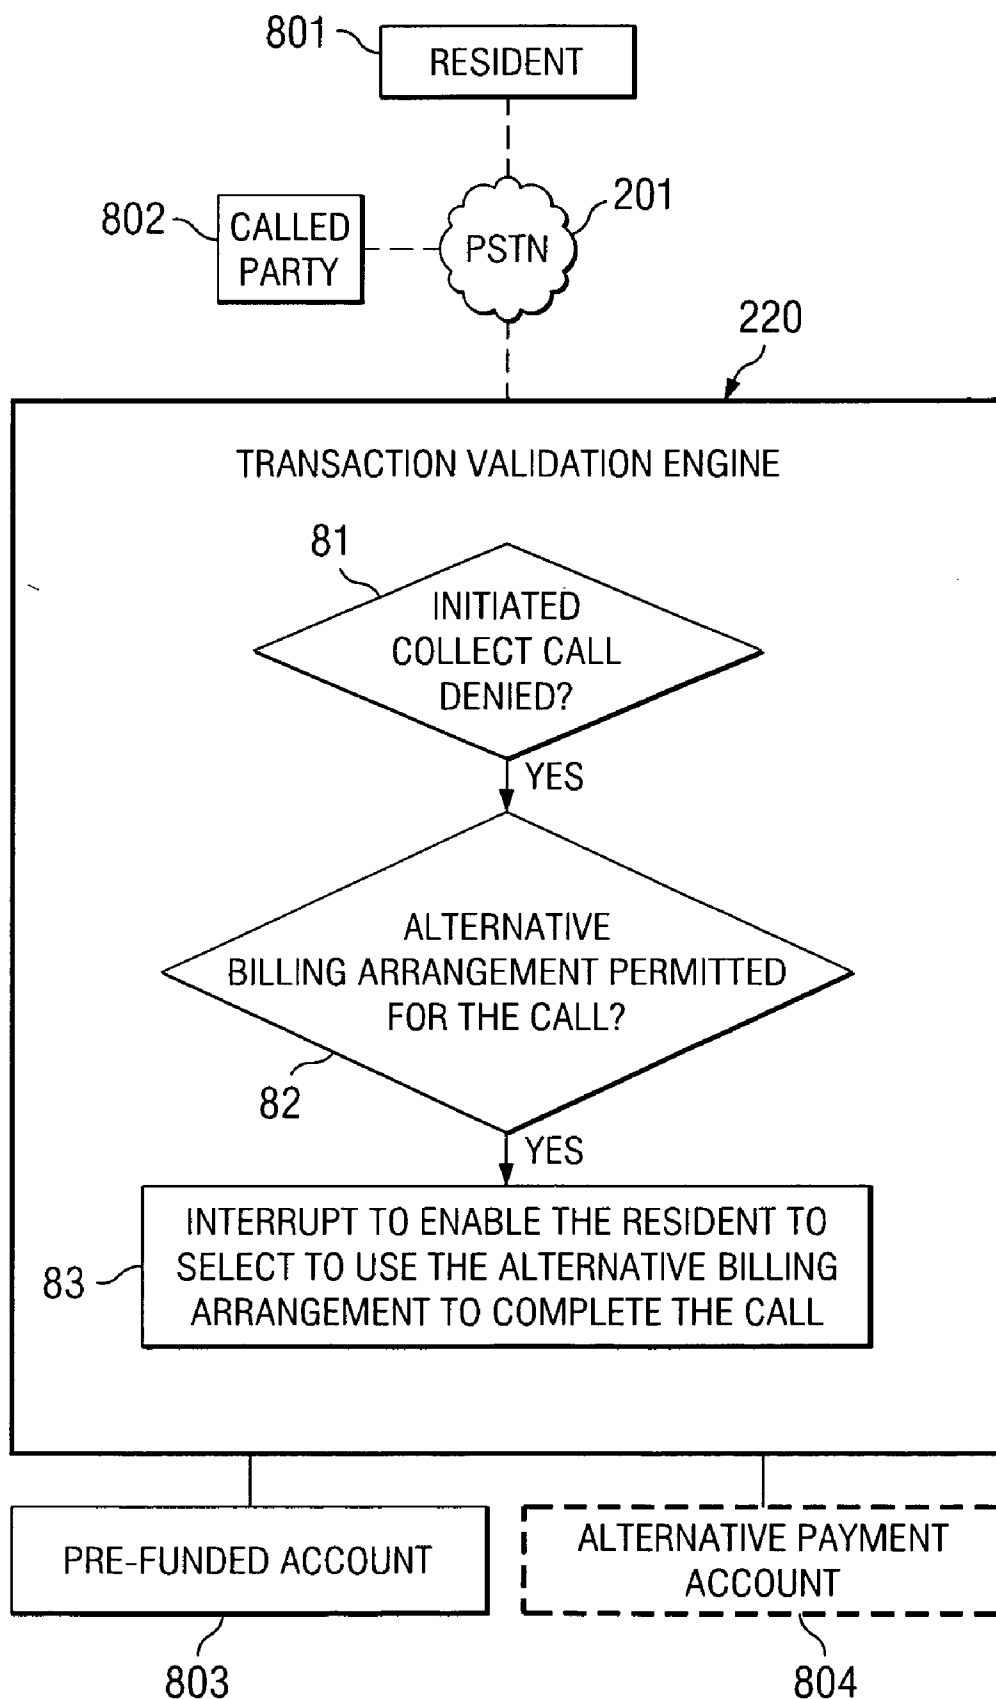 801
RESIDENT
802
CALLED
PARTY
PSTN
201
220
TRANSACTION VALIDATION ENGINE
81
INITIATED
COLLECT CALL
DENIED?
YES
ALTERNATIVE
BILLING ARRANGEMENT PERMITTED
FOR THE CALL?
82
YES
83
INTERRUPT TO ENABLE THE RESIDENT TO
SELECT TO USE THE ALTERNATIVE BILLING
ARRANGEMENT TO COMPLETE THE CALL
PRE-FUNDED ACCOUNT
803
ALTERNATIVE PAYMENT
ACCOUNT
804